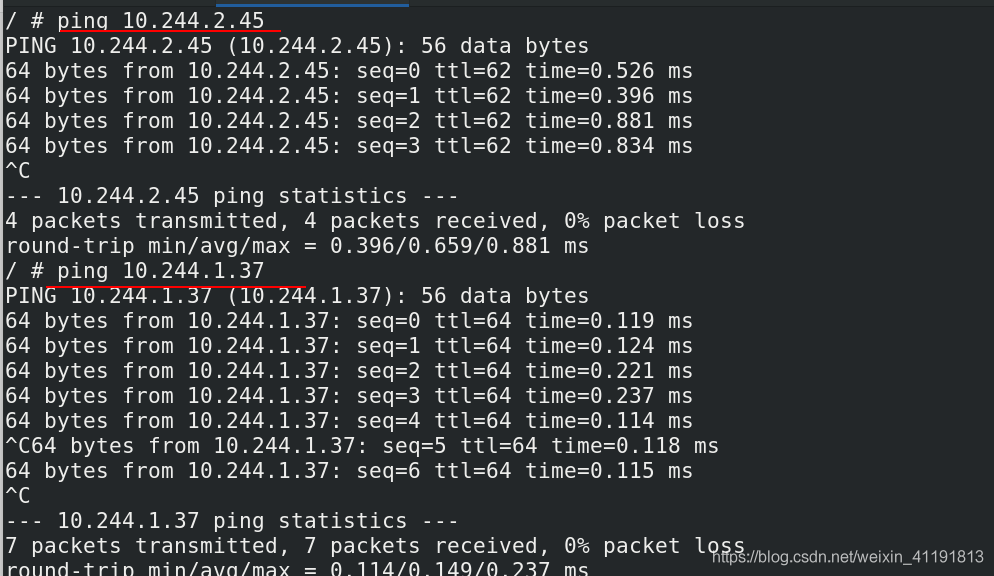 / # ping 10.244.2.45
PING 10.244.2.45 (10.244.2.45): 56 data bytes
64 bytes from 10.244.2.45: seq=0 ttl=62 time=0.526 ms
64 bytes from 10.244.2.45: seq=1 ttl=62 time=0.396 ms
64 bytes from 10.244.2.45: seq=2 ttl=62 time=0.881 ms
64 bytes from 10.244.2.45: seq=3 ttl=62 time=0.834 ms
^C
--- 10.244.2.45 ping statistics ---
4 packets transmitted, 4 packets received, 0% packet loss
round-trip min/avg/max = 0.396/0.659/0.881 ms
/ # ping 10.244.1.37
PING 10.244.1.37 (10.244.1.37): 56 data bytes
64 bytes from 10.244.1.37: seq=0 ttl=64 time=0.119 ms
64 bytes from 10.244.1.37: seq=1 ttl=64 time=0.124 ms
64 bytes from 10.244.1.37: seq=2 ttl=64 time=0.221 ms
64 bytes from 10.244.1.37: seq=3 ttl=64 time=0.237 ms
64 bytes from 10.244.1.37: seq=4 ttl=64 time=0.114 ms
^C64 bytes from 10.244.1.37: seq=5 ttl=64 time=0.118 ms
64 bytes from 10.244.1.37: seq=6 ttl=64 time=0.115 ms
^C
--- 10.244.1.37 ping statistics ---
7 packets transmitted, 7 packets received, 0% packet loss
https://blog.csdn.net/weixin_41191813
round-trip min/avg/max = 0.114/0.149/0.237 ms